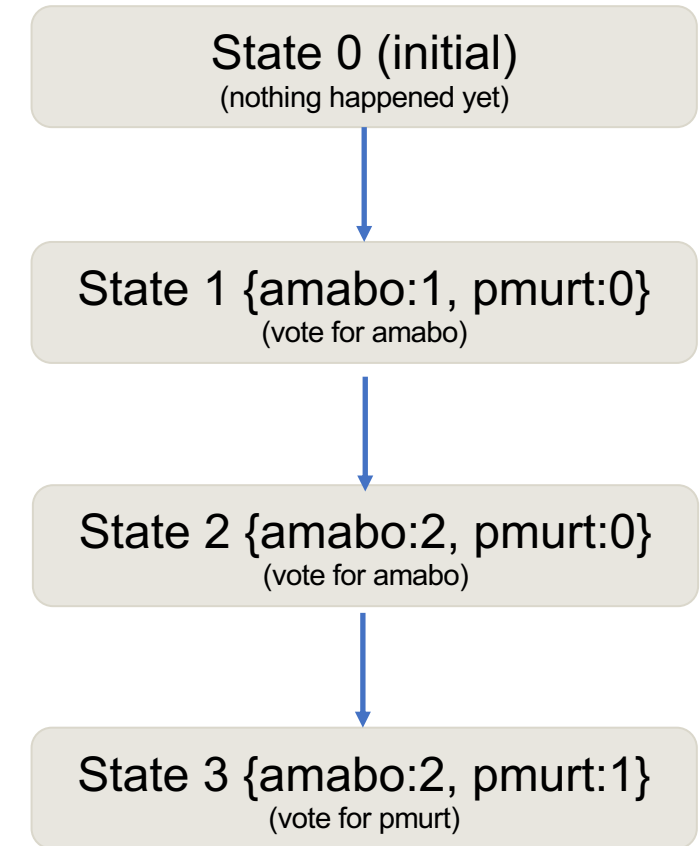 State 0 (initial)
(nothing happened yet)
State 1 {amabo:1, pmurt:0}
(vote for amabo)
State 2 {amabo:2, pmurt:0}
(vote for amabo)
State 3 {amabo:2, pmurt:1}
(vote for pmurt)